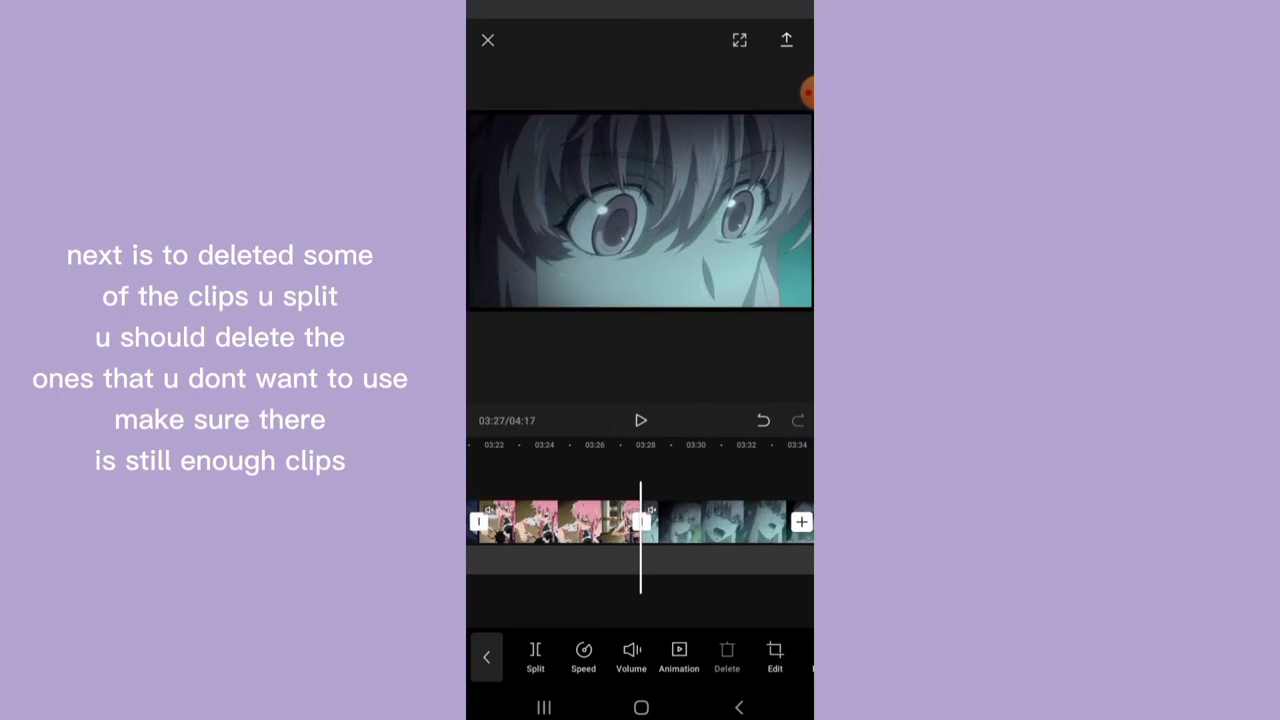 next is to deleted some
of the clips u split
u should delete the
ones that u dont want to use
make sure there
is still enough clips
03:27/04:17
03:22 03:24 03:26 03:28 03:30 03:32 03:34
Split Speed Volume Animation Delete Edit